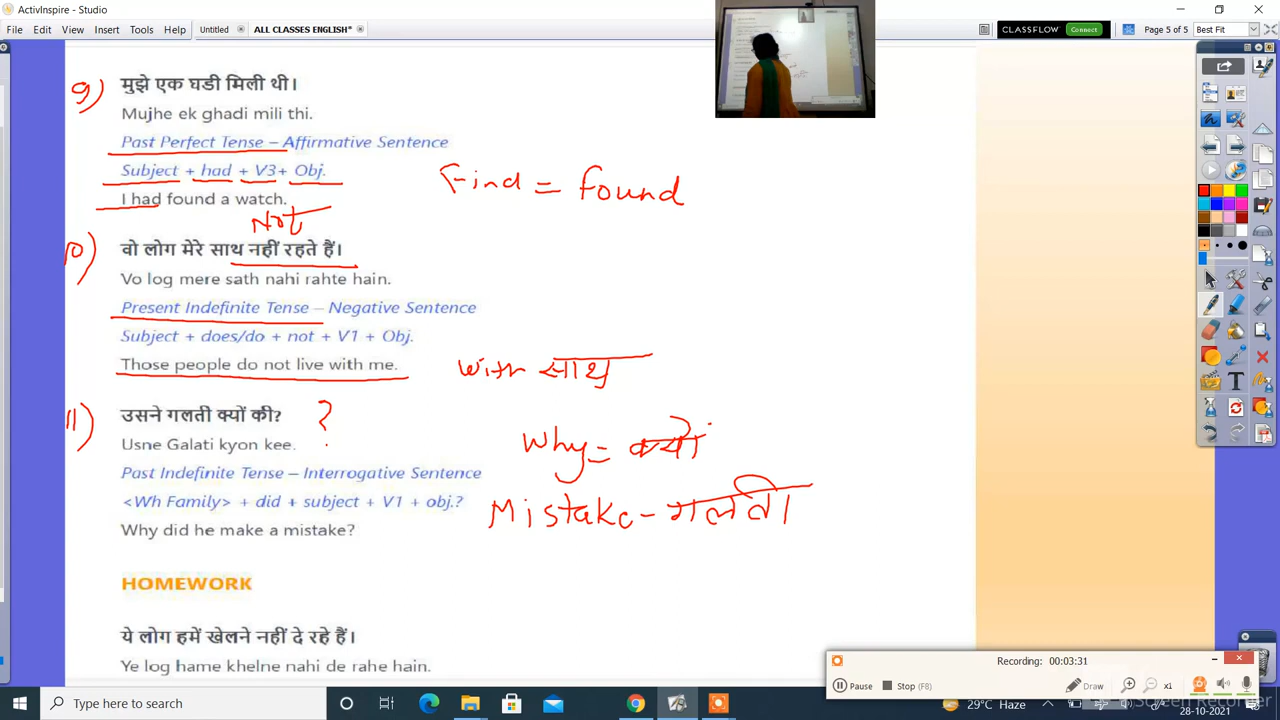 ActivInspire - Studio
File Edit View Insert Tools Help Untitled ALL CLASSES ENGLISH* CLASSFLOW Connect Page 5 of 5 Best Fit
9) मुझे एक घडी मिली थी।
Mujhe ek ghadi mili thi.
Past Perfect Tense – Affirmative Sentence
Subject + had + V3+ Obj.
Find = Found
I had found a watch.
Not
10) वो लोग मेरे साथ नहीं रहते हैं।
Vo log mere sath nahi rahte hain.
Present Indefinite Tense – Negative Sentence
Subject + does/do + not + V1 + Obj.
Those people do not live with me.
with साथ
11) उसने गलती क्यों की? ?
Usne Galati kyon kee.
Why = क्यों
Past Indefinite Tense – Interrogative Sentence
<Wh Family> + did + subject + V1 + obj.?
Mistake - गलती
Why did he make a mistake?
HOMEWORK
ये लोग हमें खेलने नहीं दे रहे हैं।
Ye log hame khelne nahi de rahe hain.
Recording: 00:03:31
Pause Stop (F8) Draw x1
Type here to search
29°C Haze
28-10-2021